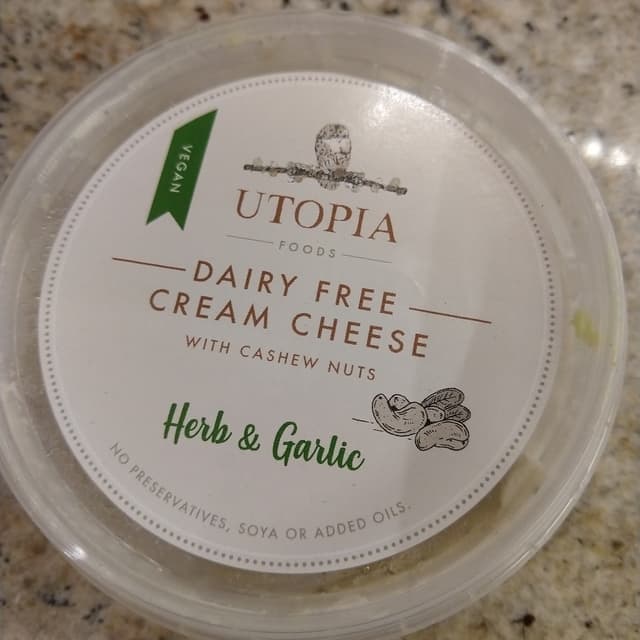 VEGAN
UTOPIA
FOODS
DAIRY FREE
CREAM CHEESE
WITH CASHEW NUTS
Herb & Garlic
NO PRESERVATIVES, SOYA OR ADDED OILS.